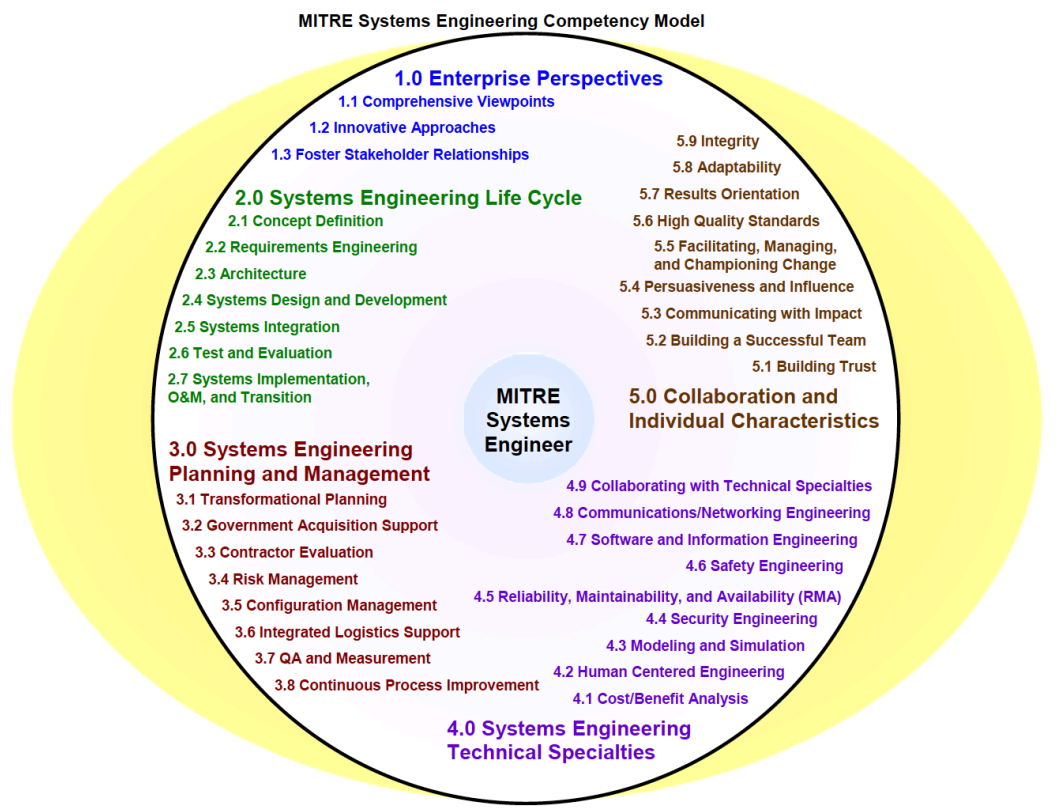 MITRE Systems Engineering Competency Model
1.0 Enterprise Perspectives
1.1 Comprehensive Viewpoints
1.2 Innovative Approaches
1.3 Foster Stakeholder Relationships
2.0 Systems Engineering Life Cycle
2.1 Concept Definition
2.2 Requirements Engineering
2.3 Architecture
2.4 Systems Design and Development
2.5 Systems Integration
2.6 Test and Evaluation
2.7 Systems Implementation,
O&M, and Transition
3.0 Systems Engineering
Planning and Management
3.1 Transformational Planning
3.2 Government Acquisition Support
3.3 Contractor Evaluation
3.4 Risk Management
3.5 Configuration Management
3.6 Integrated Logistics Support
3.7 QA and Measurement
3.8 Continuous Process Improvement
MITRE
Systems
Engineer
5.9 Integrity
5.8 Adaptability
5.7 Results Orientation
5.6 High Quality Standards
5.5 Facilitating, Managing,
and Championing Change
5.4 Persuasiveness and Influence
5.3 Communicating with Impact
5.2 Building a Successful Team
5.1 Building Trust
5.0 Collaboration and
Individual Characteristics
4.9 Collaborating with Technical Specialties
4.8 Communications/Networking Engineering
4.7 Software and Information Engineering
4.6 Safety Engineering
4.5 Reliability, Maintainability, and Availability (RMA)
4.4 Security Engineering
4.3 Modeling and Simulation
4.2 Human Centered Engineering
4.1 Cost/Benefit Analysis
4.0 Systems Engineering
Technical Specialties